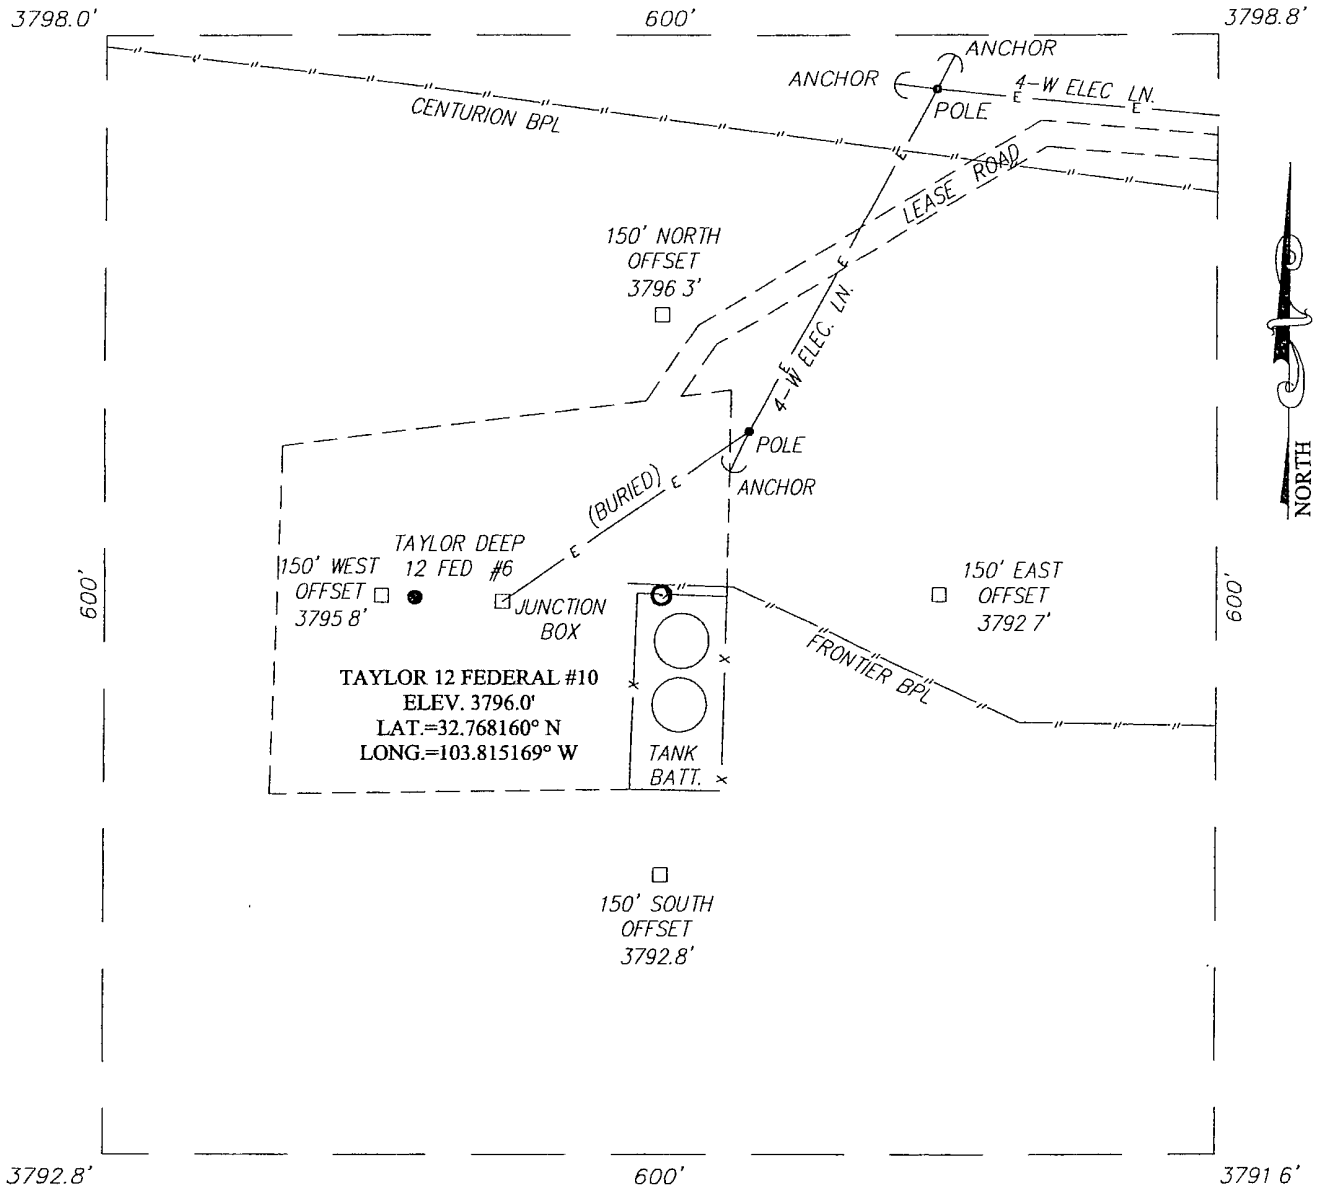 3798.0'
600'
3798.8'
ANCHOR
ANCHOR
4-W ELEC LN.
E
E
POLE
CENTURION BPL
E
LEASE ROAD
150' NORTH
OFFSET
3796 3'
E
4-W ELEC. LN.
E
POLE
ANCHOR
(BURIED)
E
E
NORTH
600'
150' WEST
OFFSET
3795 8'
TAYLOR DEEP
12 FED #6
JUNCTION
BOX
150' EAST
OFFSET
3792 7'
600'
FRONTIER BPL
TAYLOR 12 FEDERAL #10
ELEV. 3796.0'
LAT.=32.768160° N
LONG.=103.815169° W
x
x
x
TANK
BATT.
150' SOUTH
OFFSET
3792.8'
3792.8'
600'
3791 6'